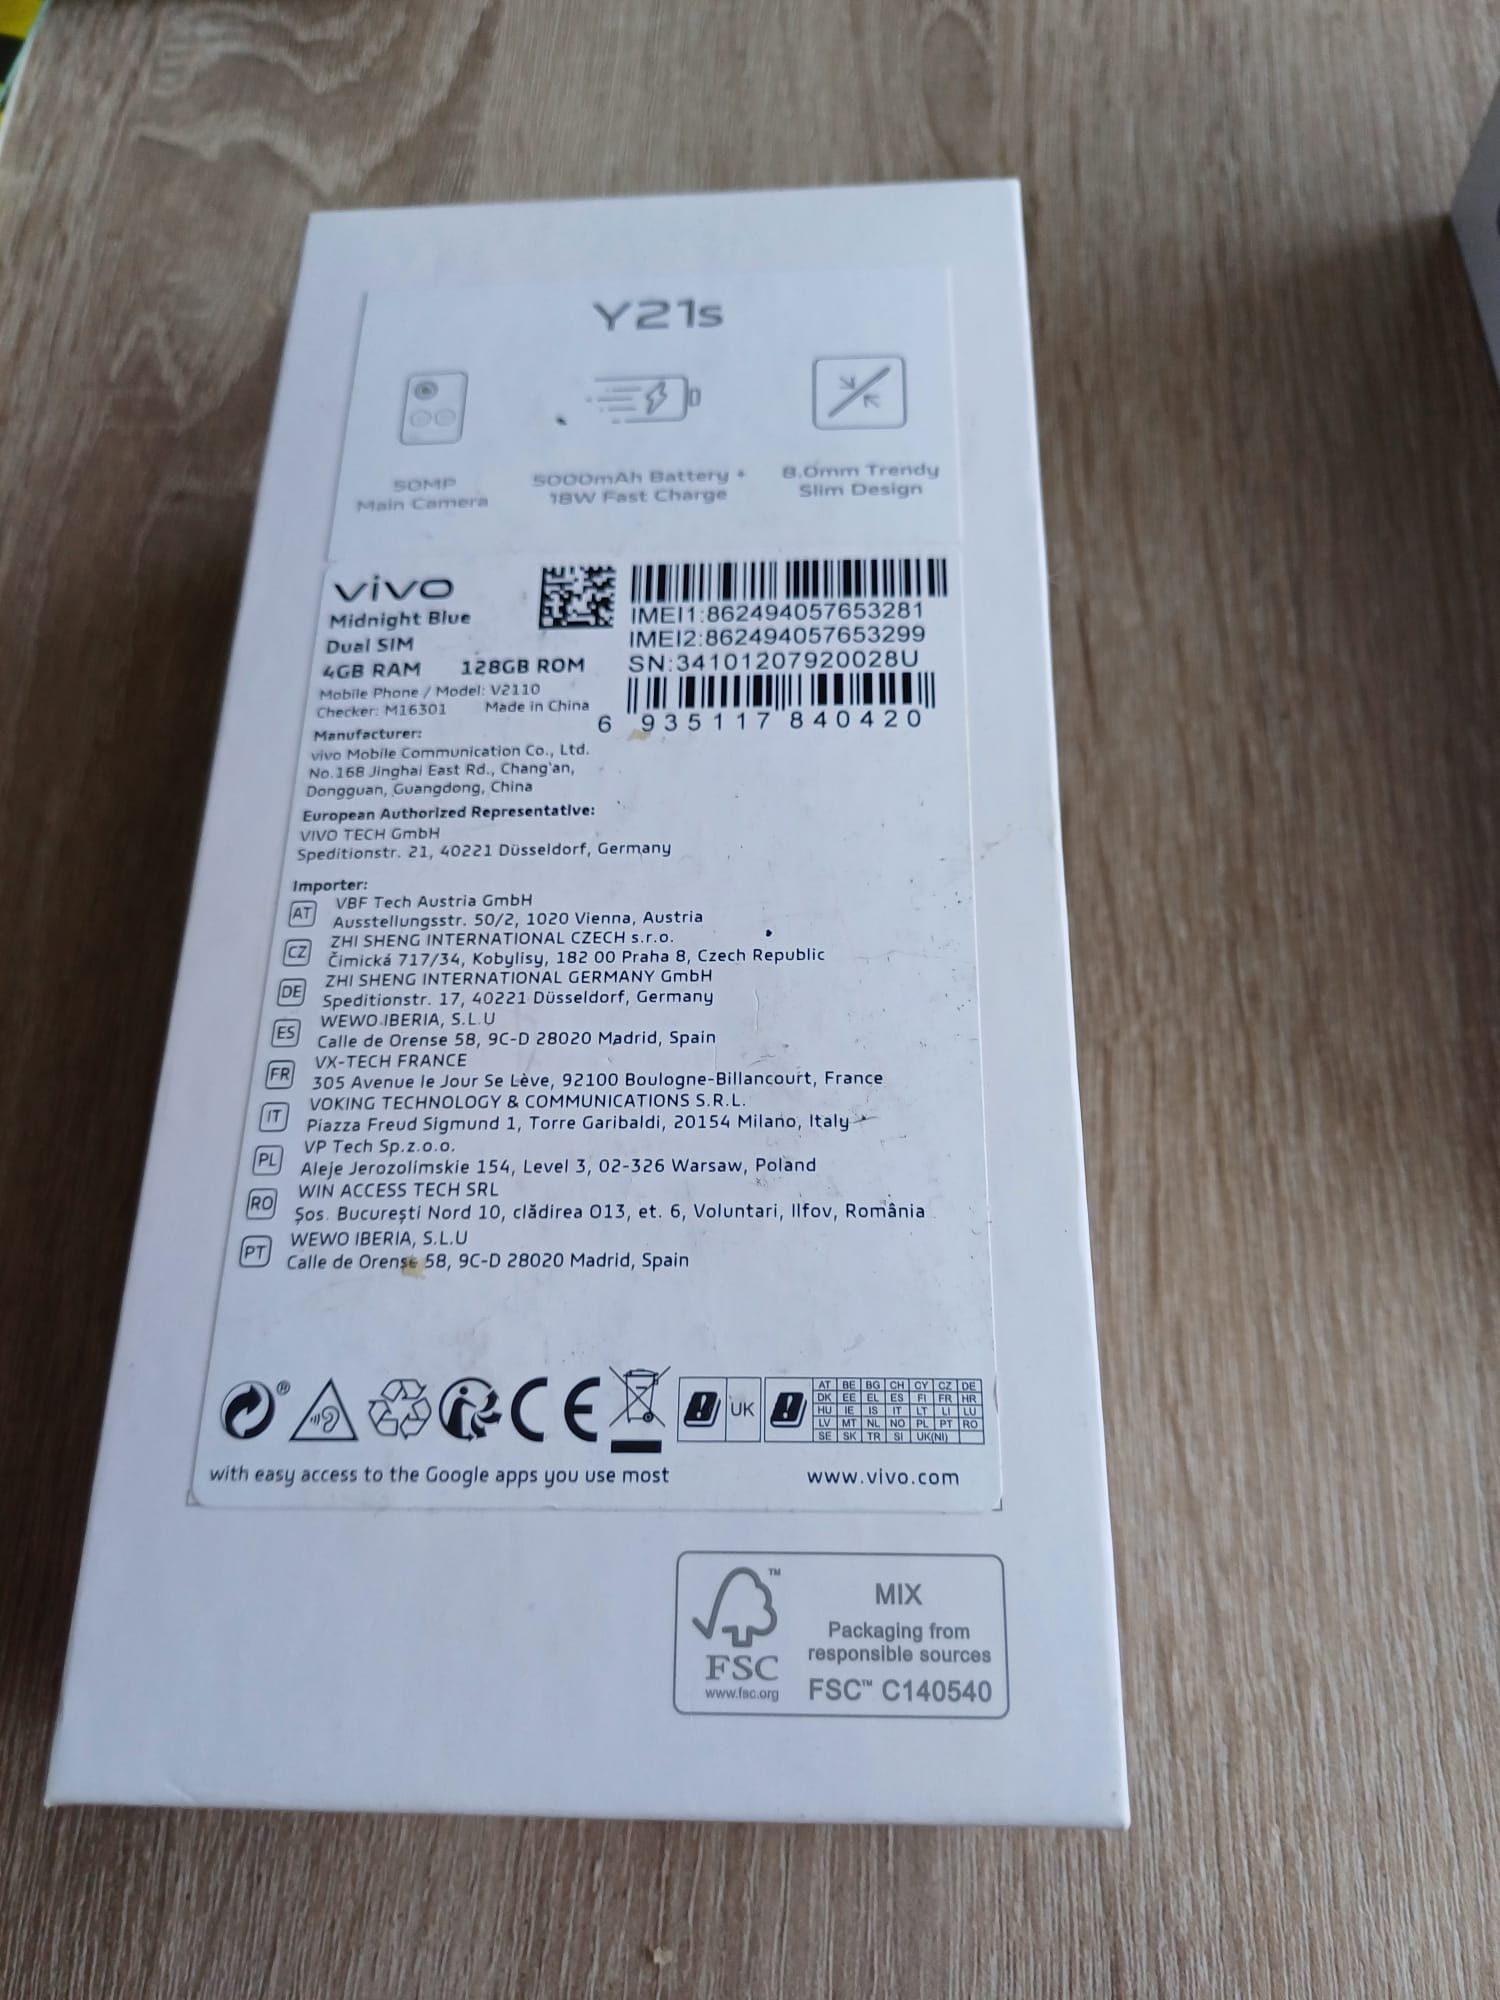 Y21s
50MP
Main Camera
5000mAh Battery +
18W Fast Charge
8.0mm Trendy
Slim Design
vivo
Midnight Blue
Dual SIM
4GB RAM 128GB ROM
Mobile Phone / Model: V2110
Checker: M16301 Made in China
IMEI1:862494057653281
IMEI2:862494057653299
SN:34101207920028U
6 935117 840420
Manufacturer:
vivo Mobile Communication Co., Ltd.
No.168 Jinghai East Rd., Chang'an,
Dongguan, Guangdong, China
European Authorized Representative:
VIVO TECH GmbH
Speditionstr. 21, 40221 Düsseldorf, Germany
Importer:
AT VBF Tech Austria GmbH
Ausstellungsstr. 50/2, 1020 Vienna, Austria
CZ ZHI SHENG INTERNATIONAL CZECH s.r.o.
Čimická 717/34, Kobylisy, 182 00 Praha 8, Czech Republic
DE ZHI SHENG INTERNATIONAL GERMANY GmbH
Speditionstr. 17, 40221 Düsseldorf, Germany
ES WEWO IBERIA, S.L.U
Calle de Orense 58, 9C-D 28020 Madrid, Spain
FR VX-TECH FRANCE
305 Avenue le Jour Se Lève, 92100 Boulogne-Billancourt, France
IT VOKING TECHNOLOGY & COMMUNICATIONS S.R.L.
Piazza Freud Sigmund 1, Torre Garibaldi, 20154 Milano, Italy
PL VP Tech Sp.z.o.o.
Aleje Jerozolimskie 154, Level 3, 02-326 Warsaw, Poland
RO WIN ACCESS TECH SRL
Șos. București Nord 10, clădirea O13, et. 6, Voluntari, Ilfov, România
PT WEWO IBERIA, S.L.U
Calle de Orense 58, 9C-D 28020 Madrid, Spain
® CE UK
AT BE BG CH CY CZ DE
DK EE EL ES FI FR HR
HU IE IS IT LT LI LU
LV MT NL NO PL PT RO
SE SK TR SI UK(NI)
with easy access to the Google apps you use most www.vivo.com
™
FSC
www.fsc.org
MIX
Packaging from
responsible sources
FSC™ C140540